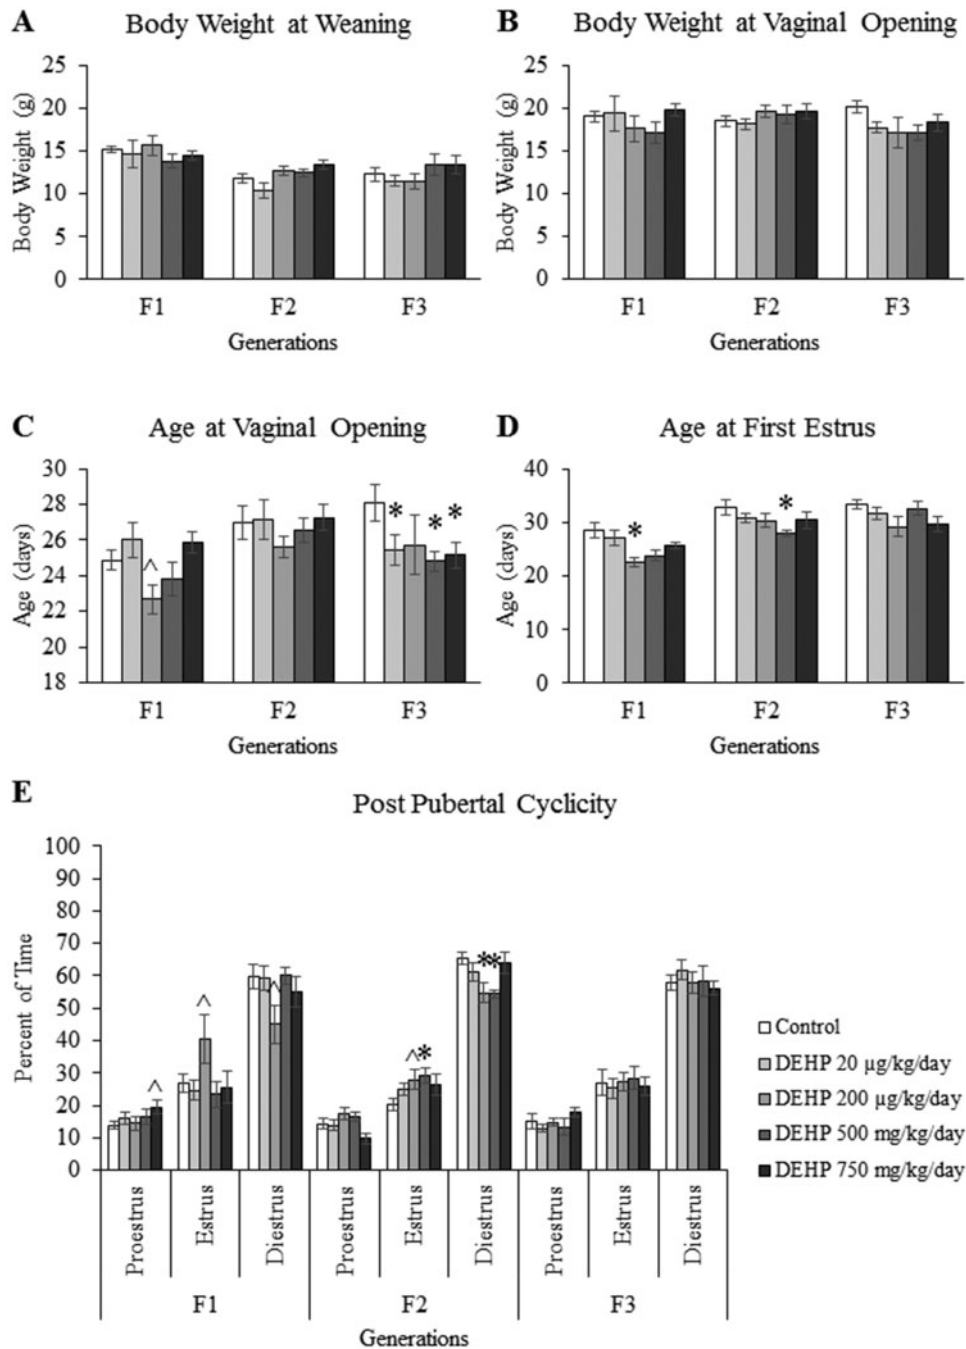 A Body Weight at Weaning
Body Weight (g)
25
20
15
10
5
0
F1 F2 F3
Generations
B Body Weight at Vaginal Opening
Body Weight (g)
25
20
15
10
5
0
F1 F2 F3
Generations
C Age at Vaginal Opening
Age (days)
30
28
26
24
22
20
18
^ * * *
F1 F2 F3
Generations
D Age at First Estrus
Age (days)
40
30
20
10
0
* *
F1 F2 F3
Generations
E Post Pubertal Cyclicity
Percent of Time
100
90
80
70
60
50
40
30
20
10
0
^ ^ ^ ^ * **
Proestrus Estrus Diestrus Proestrus Estrus Diestrus Proestrus Estrus Diestrus
F1 F2 F3
Generations
Control
DEHP 20 µg/kg/day
DEHP 200 µg/kg/day
DEHP 500 mg/kg/day
DEHP 750 mg/kg/day